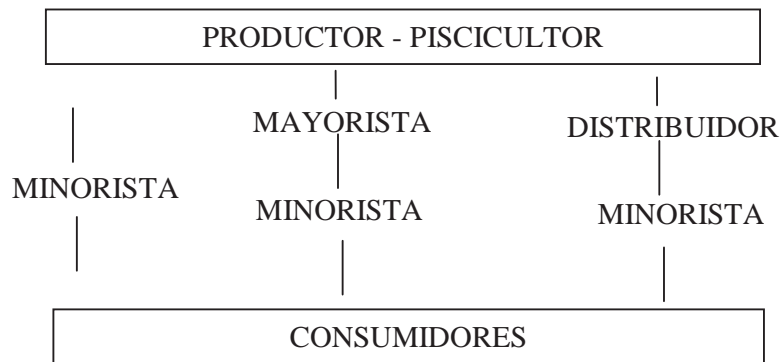 PRODUCTOR - PISCICULTOR
MAYORISTA
DISTRIBUIDOR
MINORISTA
MINORISTA
MINORISTA
CONSUMIDORES